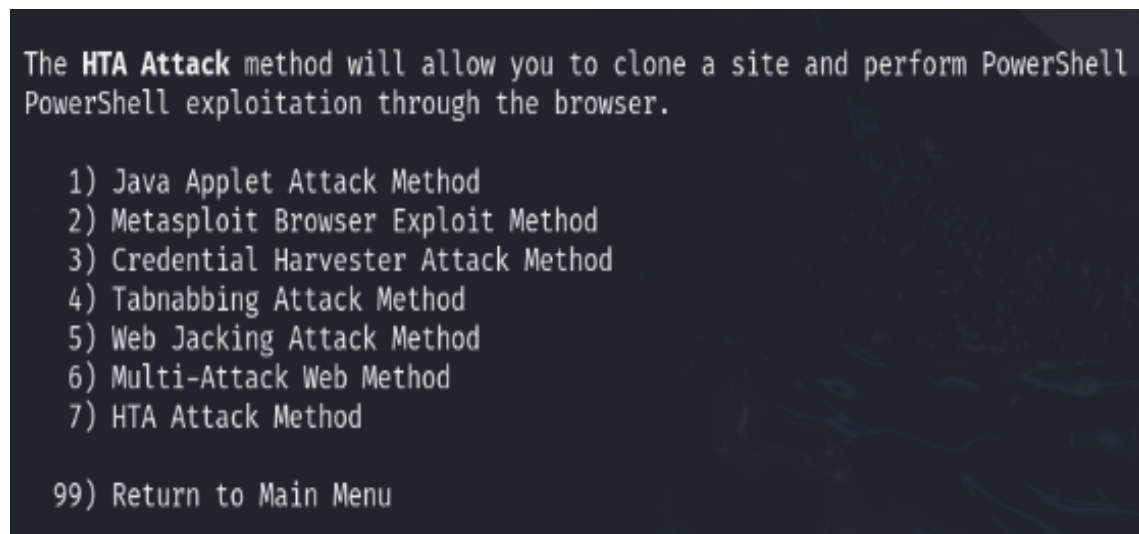 The HTA Attack method will allow you to clone a site and perform PowerShell
PowerShell exploitation through the browser.
1) Java Applet Attack Method
2) Metasploit Browser Exploit Method
3) Credential Harvester Attack Method
4) Tabnabbing Attack Method
5) Web Jacking Attack Method
6) Multi-Attack Web Method
7) HTA Attack Method
99) Return to Main Menu